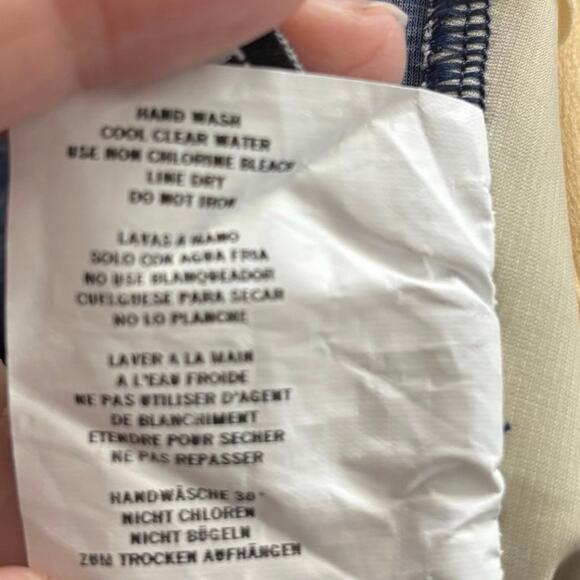 HAND WASH
COOL CLEAR WATER
USE NON CHLORINE BLEACH
LINE DRY
DO NOT IRON
LAVAS A MANO
SOLO CON AGUA FRIA
NO USE BLANQUEADOR
CUELGUESE PARA SECAR
NO LO PLANCHE
LAVER A LA MAIN
A L'EAU FROIDE
NE PAS UTILISER D'AGENT
DE BLANCHIMENT
ETENDRE POUR SECHER
NE PAS REPASSER
HANDWÄSCHE 30°
NICHT CHLOREN
NICHT BÜGELN
ZUM TROCKEN AUFHÄNGEN